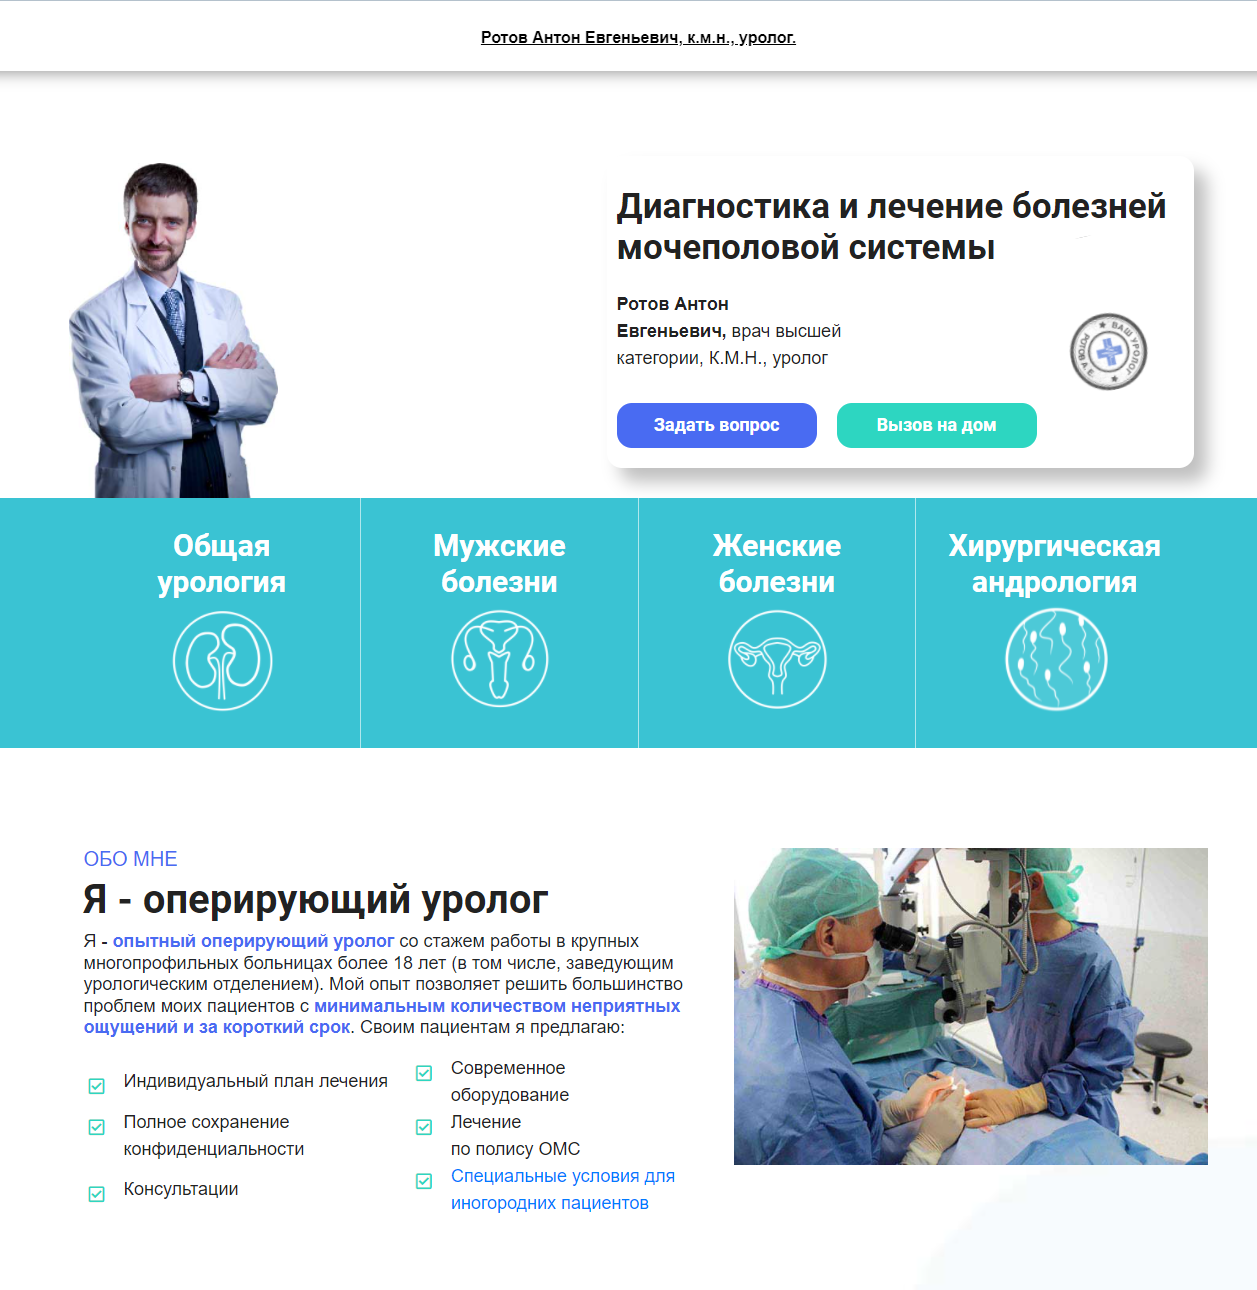 Ротов Антон Евгеньевич, к.м.н., уролог.
Диагностика и лечение болезней
мочеполовой системы
Ротов Антон
Евгеньевич, врач высшей
категории, К.М.Н., уролог
ВАШ УРОЛОГ
РОТОВ А.Е.
Задать вопрос
Вызов на дом
Общая
урология
Мужские
болезни
Женские
болезни
Хирургическая
андрология
ОБО МНЕ
Я - оперирующий уролог
Я - опытный оперирующий уролог со стажем работы в крупных
многопрофильных больницах более 18 лет (в том числе, заведующим
урологическим отделением). Мой опыт позволяет решить большинство
проблем моих пациентов с минимальным количеством неприятных
ощущений и за короткий срок. Своим пациентам я предлагаю:
Индивидуальный план лечения
Полное сохранение
конфиденциальности
Консультации
Современное
оборудование
Лечение
по полису ОМС
Специальные условия для
иногородних пациентов